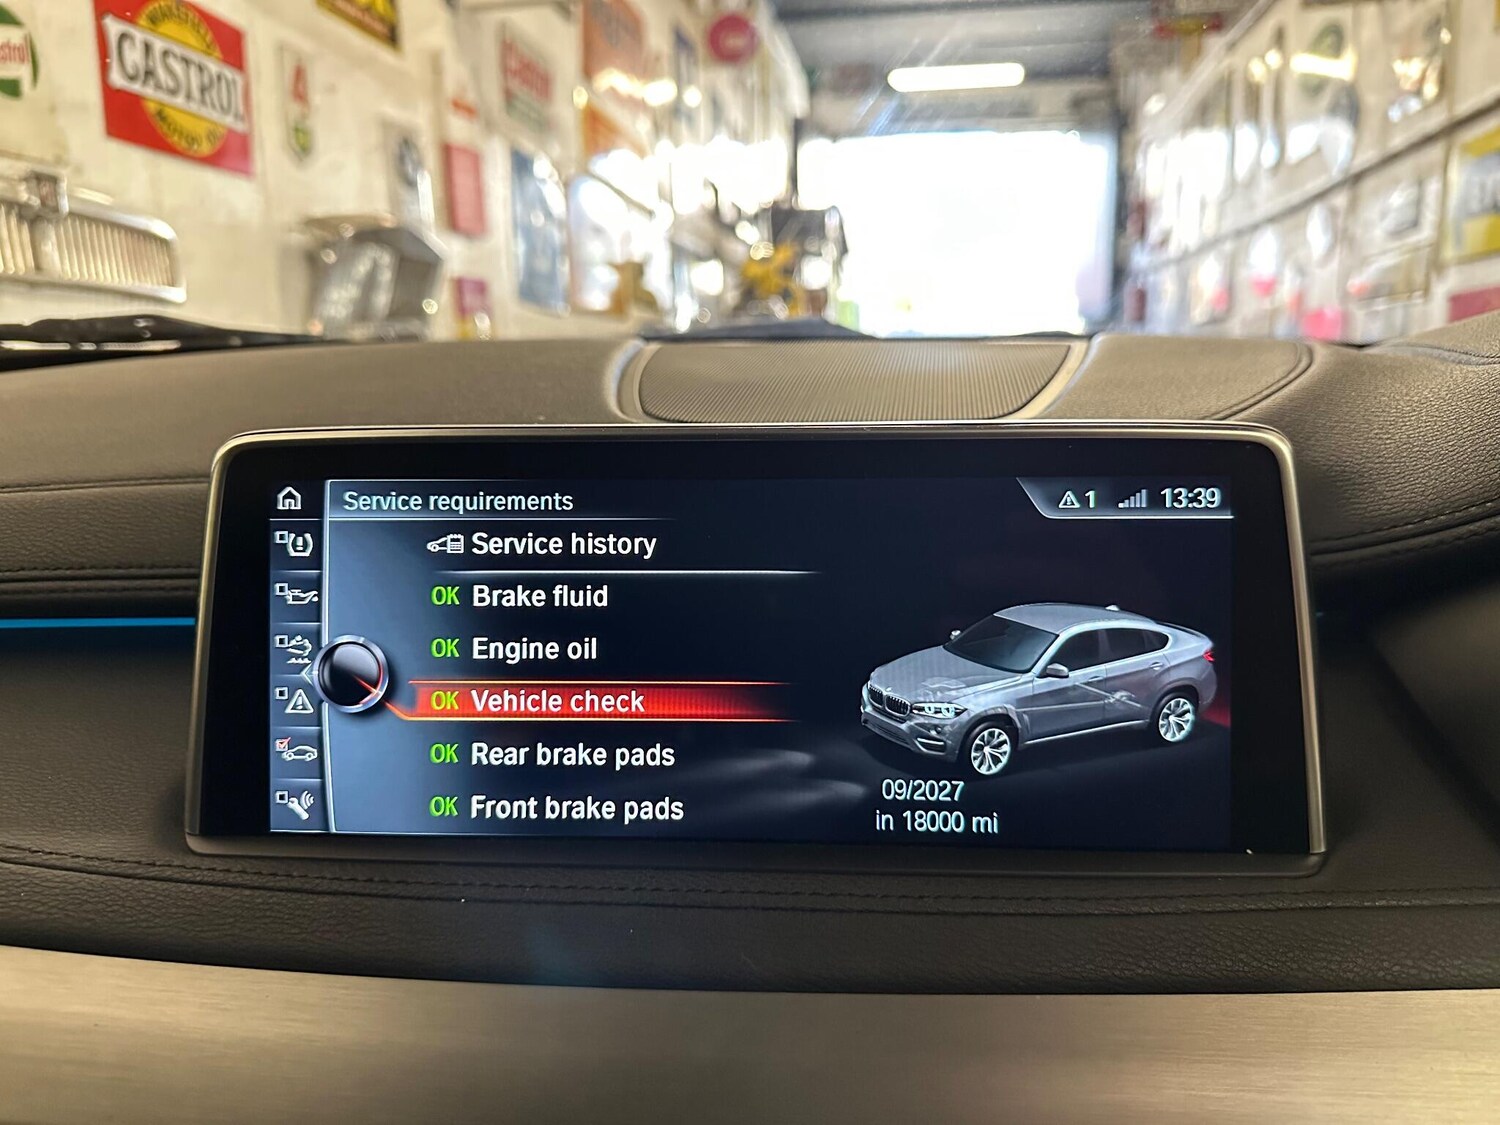 CASTROL
Service requirements
1 13:39
Service history
OK Brake fluid
OK Engine oil
OK Vehicle check
OK Rear brake pads
OK Front brake pads
09/2027
in 18000 mi